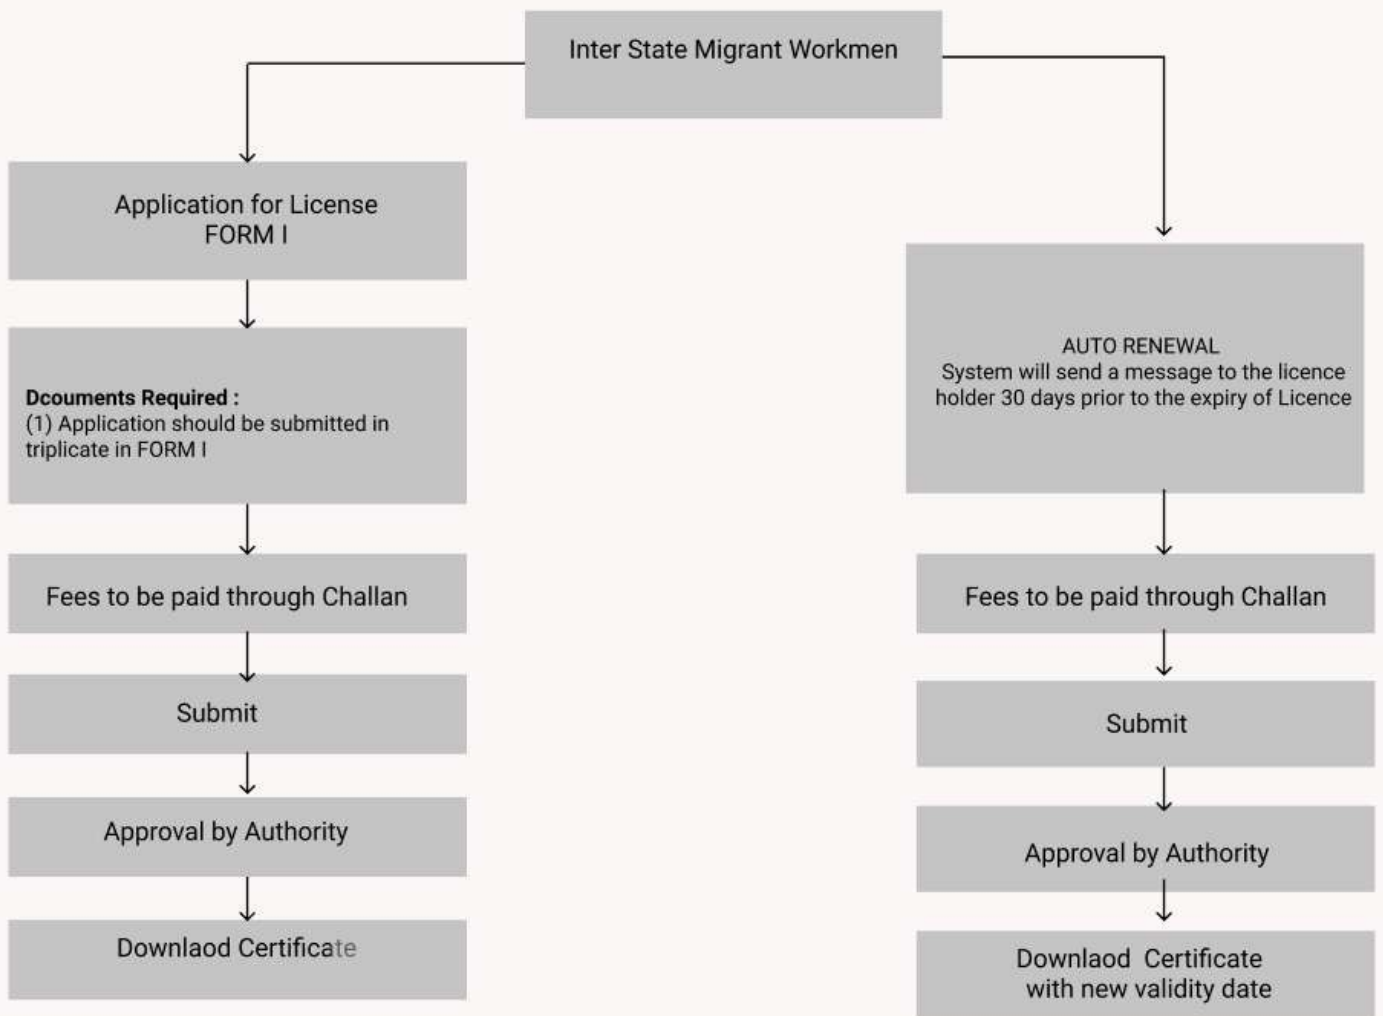 Inter State Migrant Workmen
Application for License
FORM I
Dcouments Required :
(1) Application should be submitted in
triplicate in FORM I
Fees to be paid through Challan
Submit
Approval by Authority
Downlaod Certificate
AUTO RENEWAL
System will send a message to the licence
holder 30 days prior to the expiry of Licence
Fees to be paid through Challan
Submit
Approval by Authority
Downlaod Certificate
with new validity date